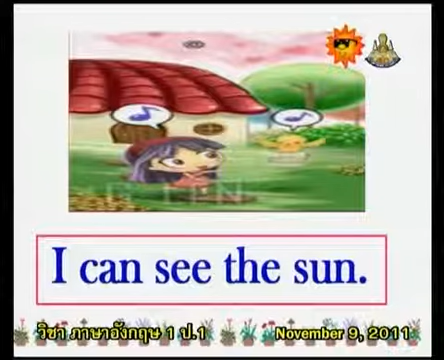 I can see the sun.
วิชา ภาษาอังกฤษ 1 ป.1
November 9, 2011